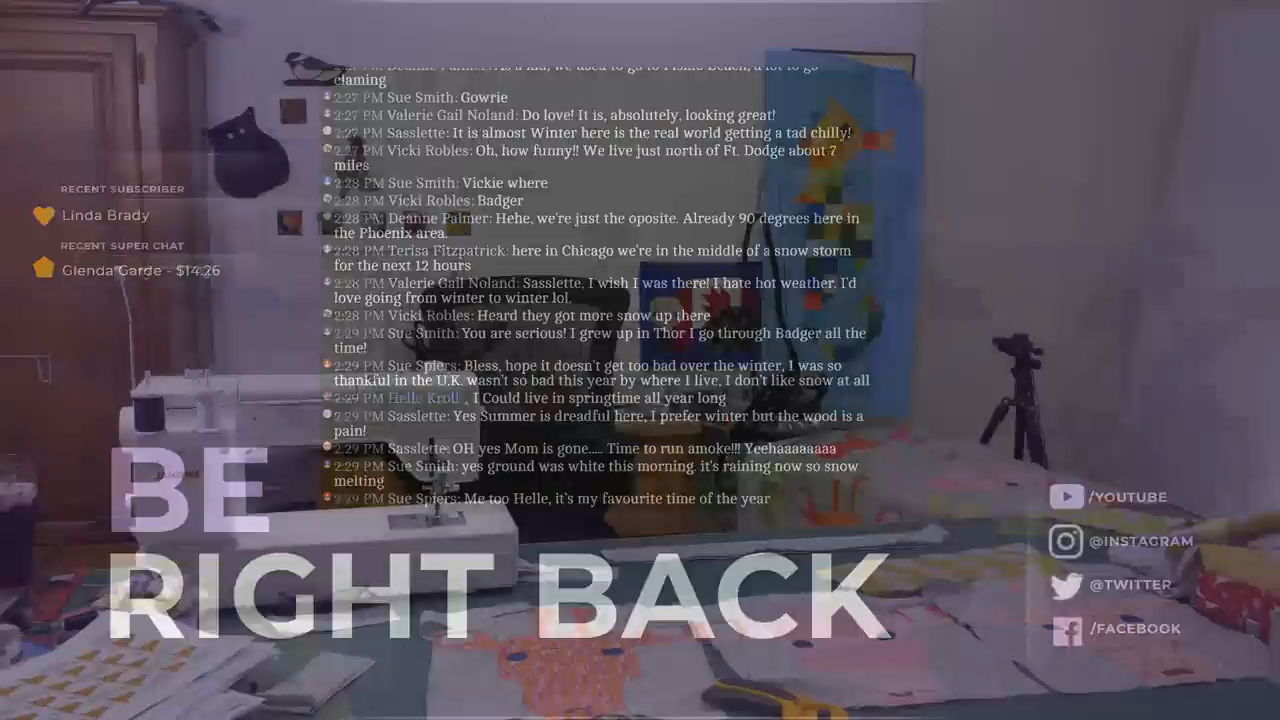 claming
2:27 PM Sue Smith: Gowrie
2:27 PM Valerie Gail Noland: Do love! It is, absolutely, looking great!
2:27 PM Sasslette: It is almost Winter here is the real world getting a tad chilly!
2:27 PM Vicki Robles: Oh, how funny!! We live just north of Ft. Dodge about 7
miles
2:28 PM Sue Smith: Vickie where
2:28 PM Vicki Robles: Badger
2:28 PM Deanne Palmer: Hehe, we're just the oposite. Already 90 degrees here in
the Phoenix area.
2:28 PM Terisa Fitzpatrick: here in Chicago we're in the middle of a snow storm
for the next 12 hours
2:28 PM Valerie Gail Noland: Sasslette, I wish I was there! I hate hot weather. I'd
love going from winter to winter lol.
2:28 PM Vicki Robles: Heard they got more snow up there
2:29 PM Sue Smith: You are serious! I grew up in Thor I go through Badger all the
time!
2:29 PM Sue Spiers: Bless, hope it doesn't get too bad over the winter, I was so
thankful in the U.K. wasn't so bad this year by where I live, I don't like snow at all
2:29 PM Helle Kroll , I Could live in springtime all year long
2:29 PM Sasslette: Yes Summer is dreadful here, I prefer winter but the wood is a
pain!
2:29 PM Sasslette: OH yes Mom is gone..... Time to run amoke!!! Yeehaaaaaaaa
2:29 PM Sue Smith: yes ground was white this morning. it's raining now so snow
melting
2:29 PM Sue Spiers: Me too Helle, it's my favourite time of the year
RECENT SUBSCRIBER
Linda Brady
RECENT SUPER CHAT
Glenda Garde - $14.26
BE
RIGHT BACK
/YOUTUBE
@INSTAGRAM
@TWITTER
/FACEBOOK